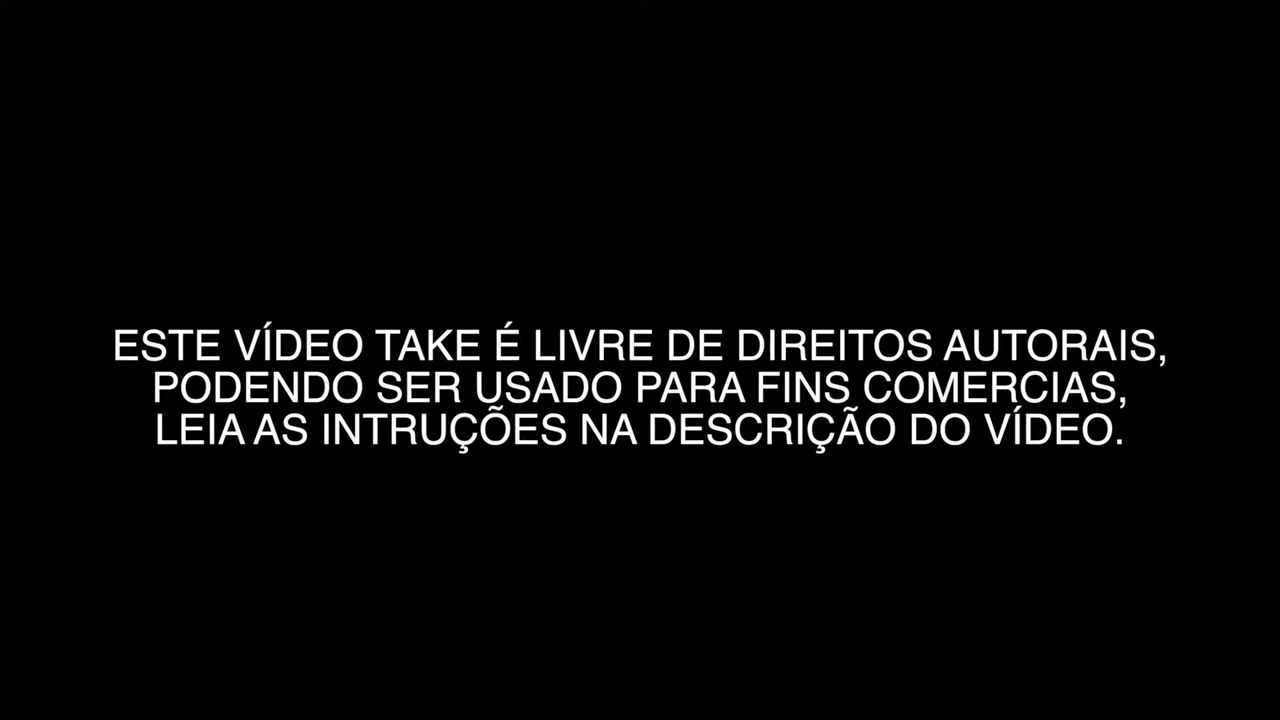 ESTE VÍDEO TAKE É LIVRE DE DIREITOS AUTORAIS,
PODENDO SER USADO PARA FINS COMERCIAS,
LEIA AS INTRUÇÕES NA DESCRIÇÃO DO VÍDEO.